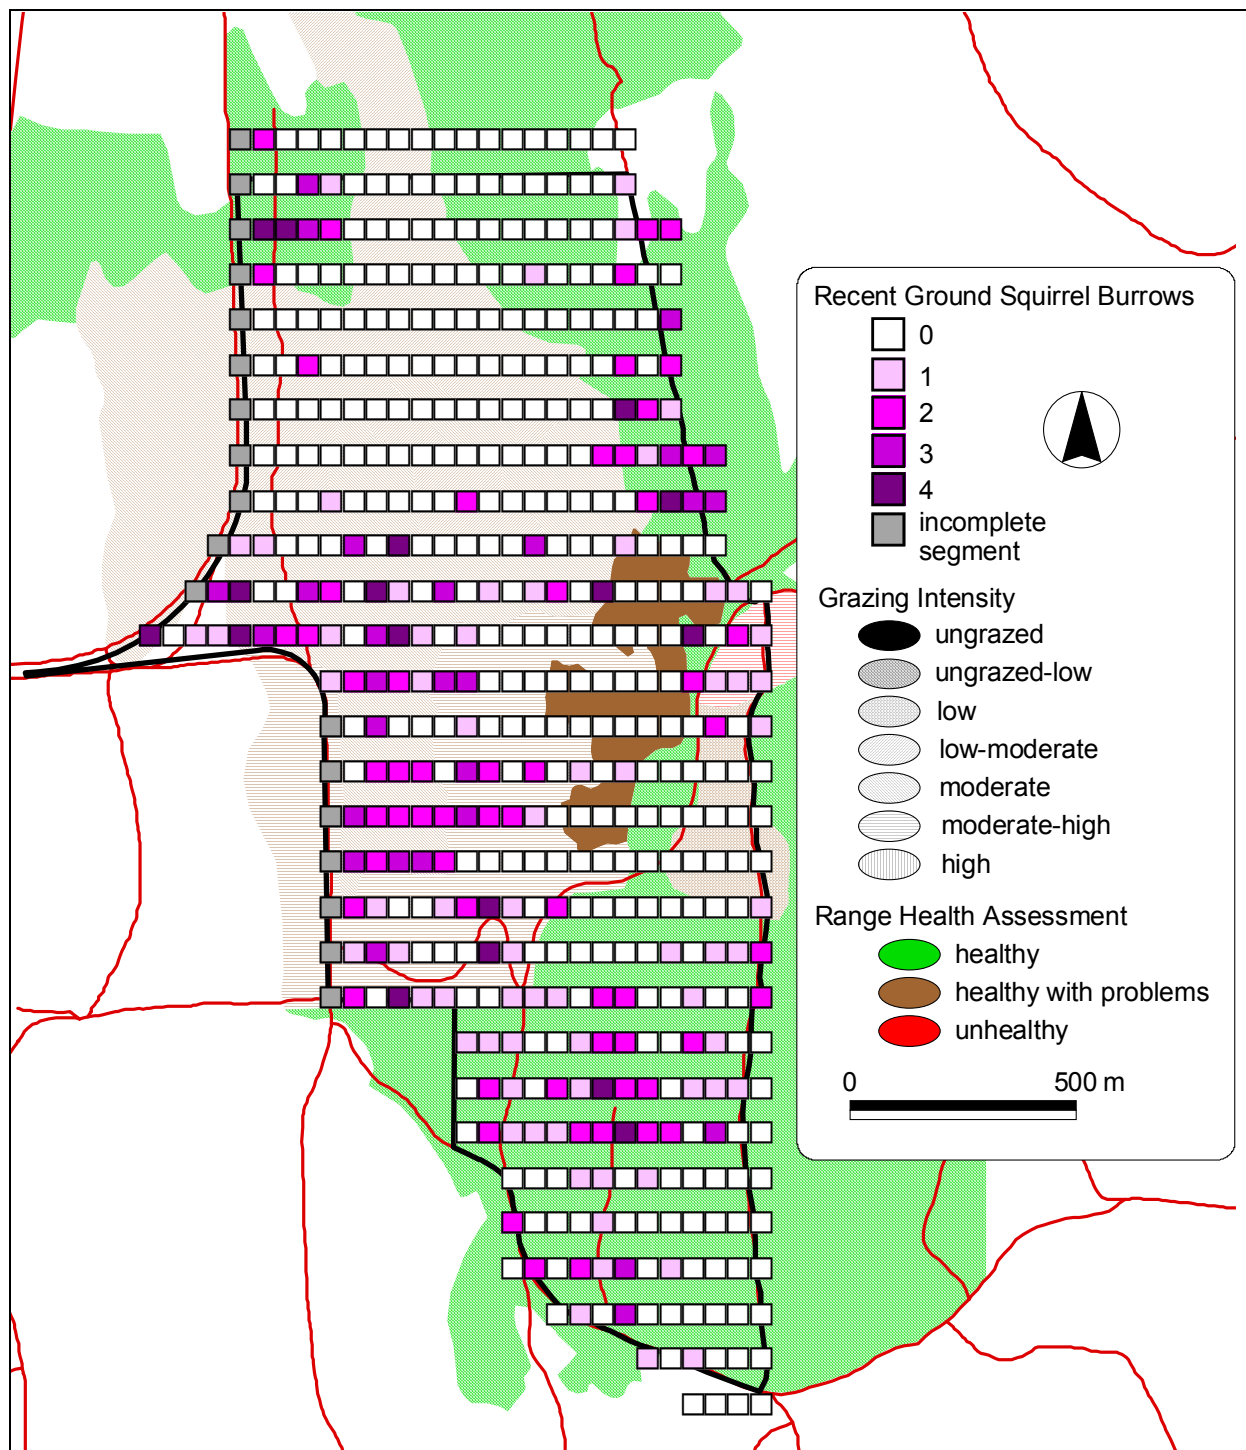 Recent Ground Squirrel Burrows
0
1
2
3
4
incomplete
segment
Grazing Intensity
ungrazed
ungrazed-low
low
low-moderate
moderate
moderate-high
high
Range Health Assessment
healthy
healthy with problems
unhealthy
0 500 m